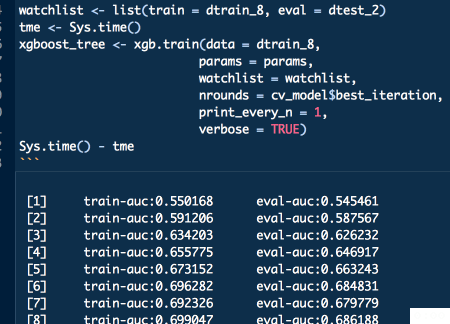 watchlist <- list(train = dtrain_8, eval = dtest_2)
tme <- Sys.time()
xgboost_tree <- xgb.train(data = dtrain_8,
params = params,
watchlist = watchlist,
nrounds = cv_model$best_iteration,
print_every_n = 1,
verbose = TRUE)
Sys.time() - tme
```
[1] train-auc:0.550168 eval-auc:0.545461
[2] train-auc:0.591206 eval-auc:0.587567
[3] train-auc:0.634203 eval-auc:0.626232
[4] train-auc:0.655775 eval-auc:0.646917
[5] train-auc:0.673152 eval-auc:0.663243
[6] train-auc:0.696282 eval-auc:0.684831
[7] train-auc:0.692326 eval-auc:0.679779
[8] train-auc:0.699047 eval-auc:0.686188